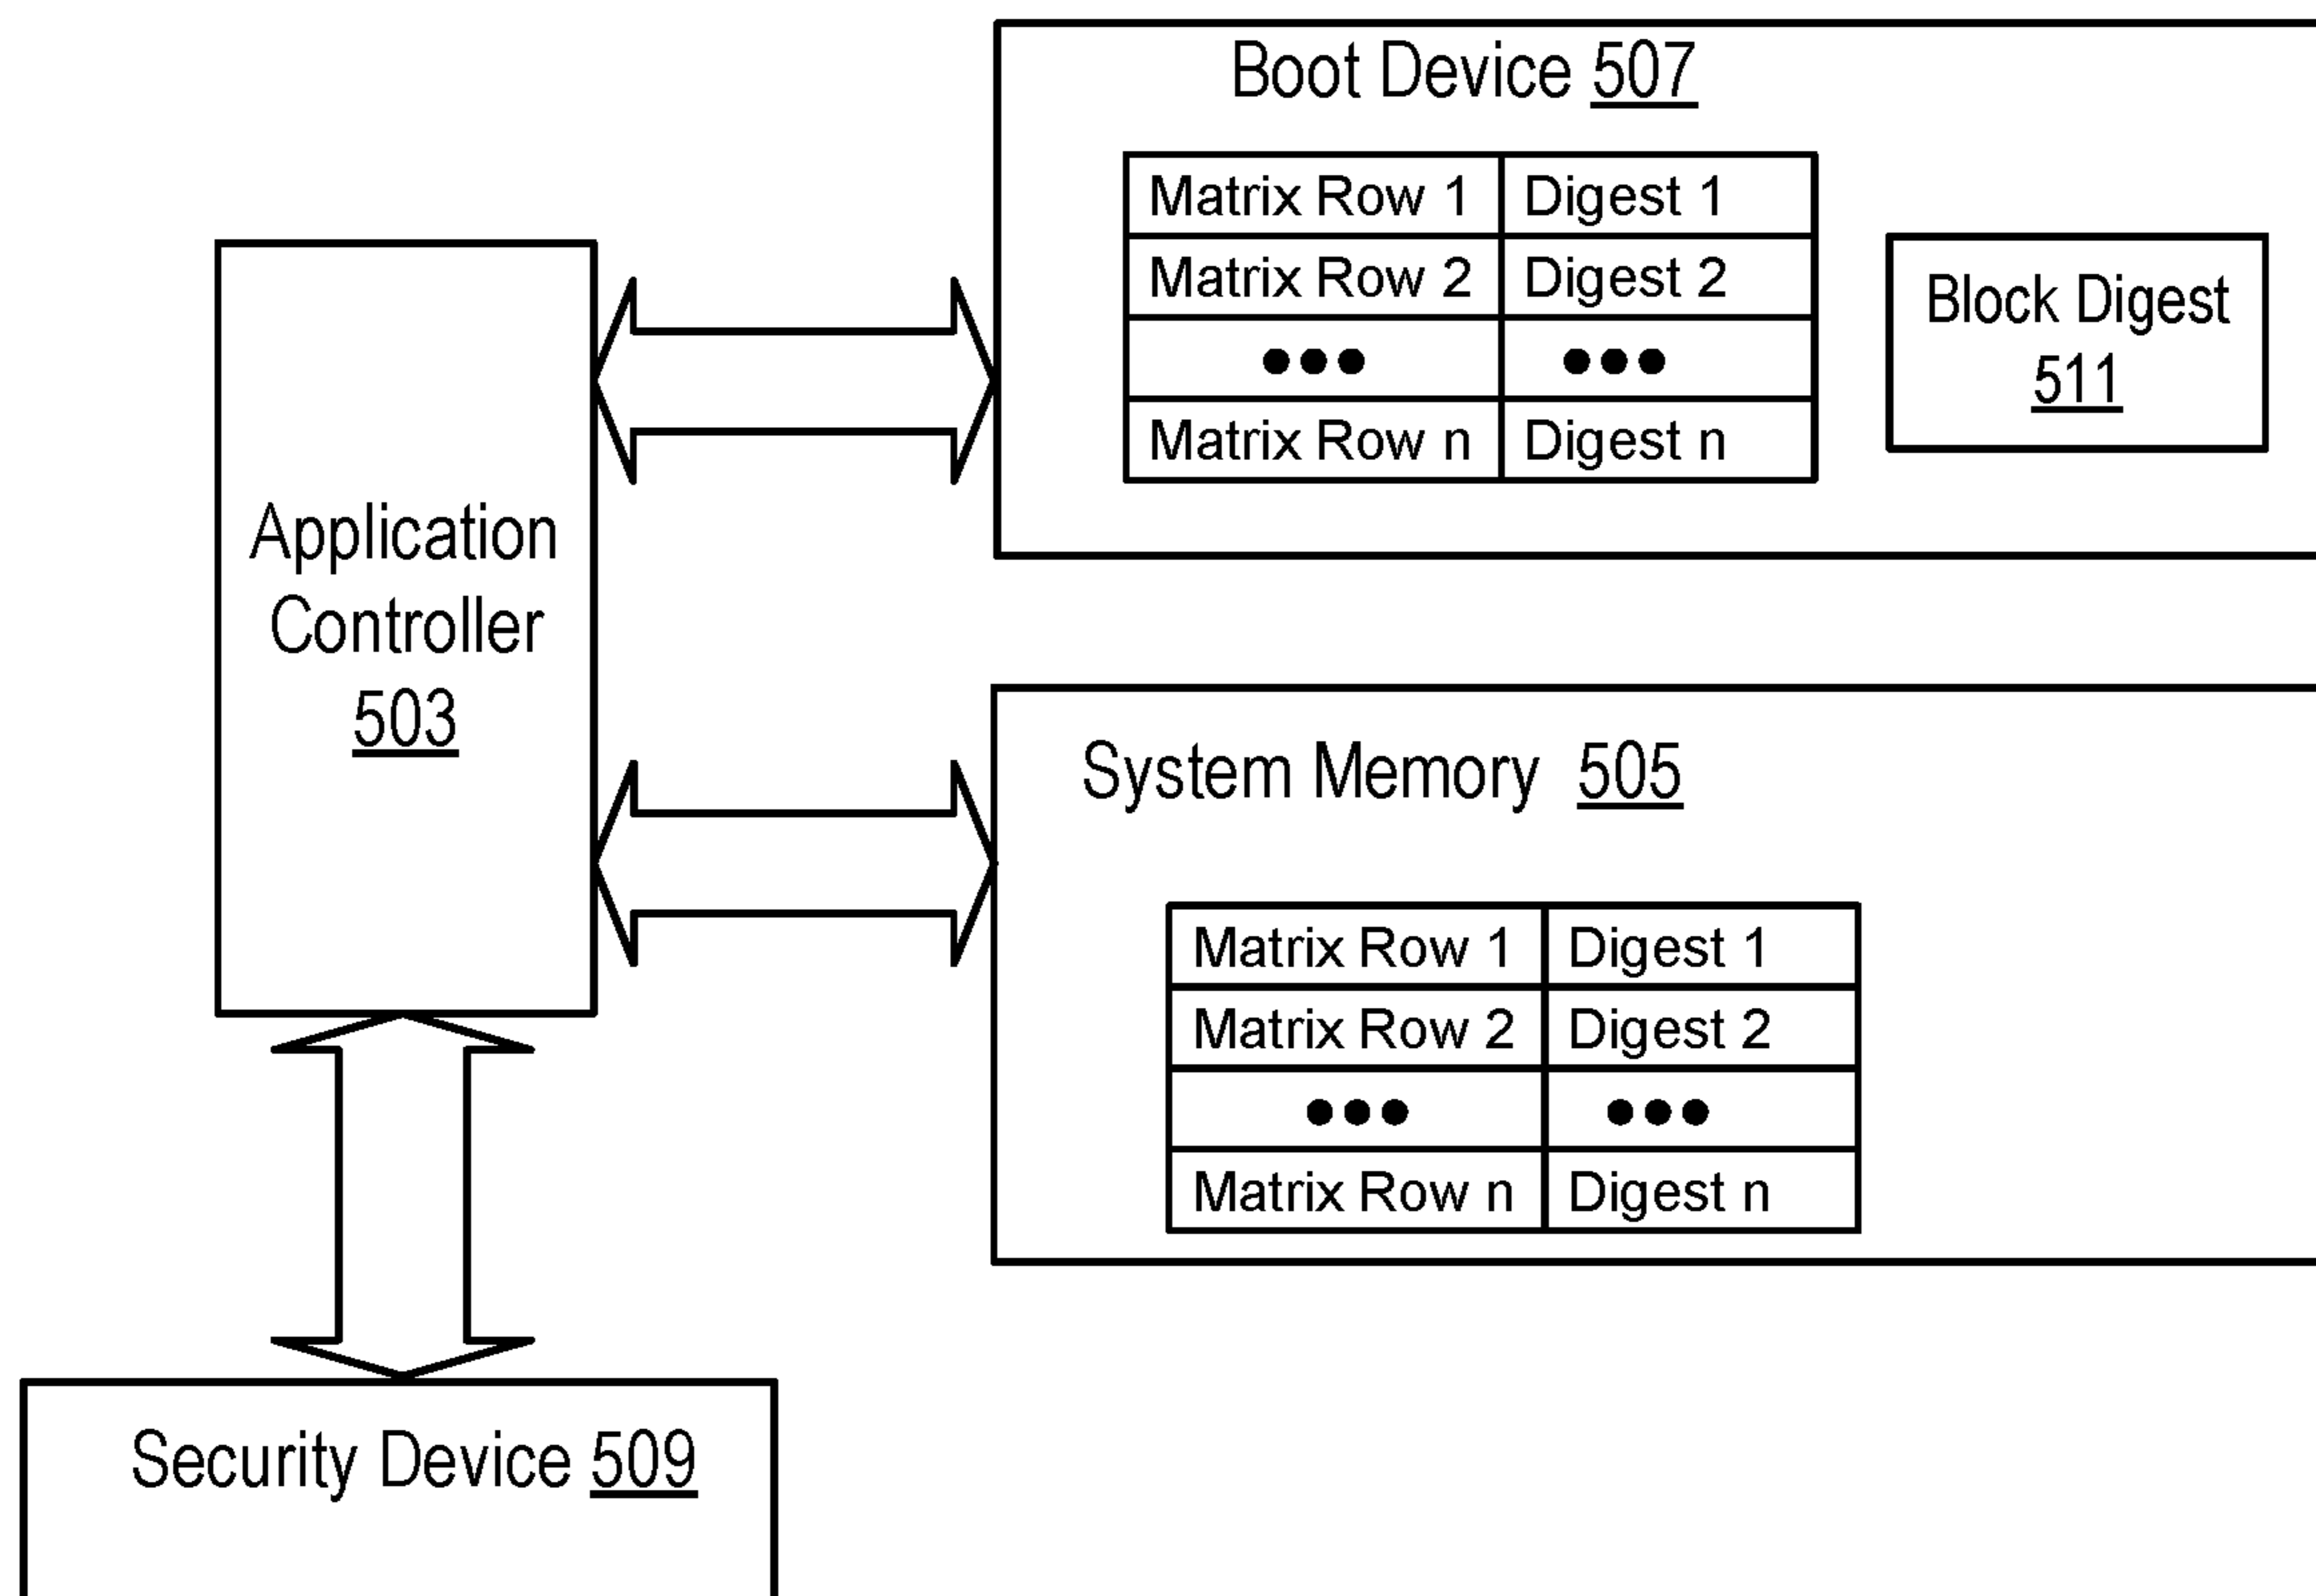 Boot Device 507
Matrix Row 1 Digest 1
Matrix Row 2 Digest 2
●●● ●●●
Matrix Row n Digest n
Block Digest
511
Application
Controller
503
System Memory 505
Matrix Row 1 Digest 1
Matrix Row 2 Digest 2
●●● ●●●
Matrix Row n Digest n
Security Device 509